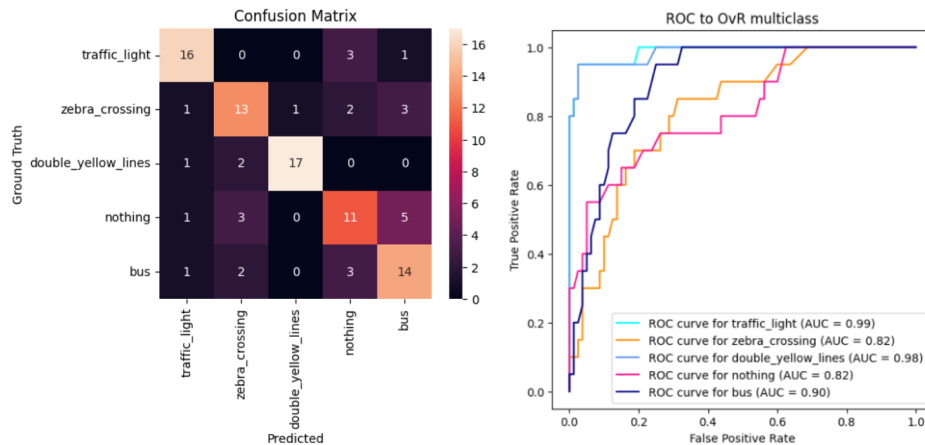 Confusion Matrix
Ground Truth
traffic_light 16 0 0 3 1
zebra_crossing 1 13 1 2 3
double_yellow_lines 1 2 17 0 0
nothing 1 3 0 11 5
bus 1 2 0 3 14
traffic_light zebra_crossing double_yellow_lines nothing bus
Predicted
16
14
12
10
8
6
4
2
0
ROC to OvR multiclass
True Positive Rate
1.0
0.8
0.6
0.4
0.2
0.0
ROC curve for traffic_light (AUC = 0.99)
ROC curve for zebra_crossing (AUC = 0.82)
ROC curve for double_yellow_lines (AUC = 0.98)
ROC curve for nothing (AUC = 0.82)
ROC curve for bus (AUC = 0.90)
0.0 0.2 0.4 0.6 0.8 1.0
False Positive Rate